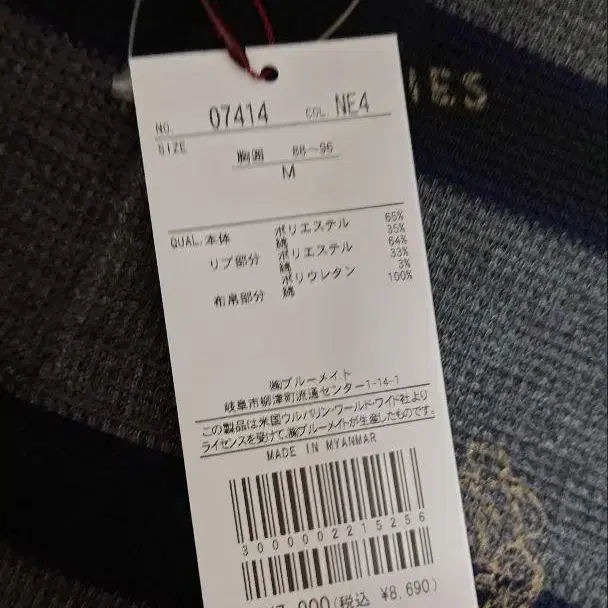 IES
NO. 07414 COL. NE4
SIZE
胸囲 88～96
M
QUAL. 本体 ポリエステル 65%
綿 35%
リブ部分 ポリエステル 64%
綿 33%
ポリウレタン 3%
布帛部分 綿 100%
㈱ブルーメイト
岐阜市柳津町流通センター1-14-1
この製品は米国ウルバリン・ワールド・ワイド社より
ライセンスを受けて、㈱ブルーメイトが生産したものです。
MADE IN MYANMAR
3000002215256
900(税込 ¥8,690)